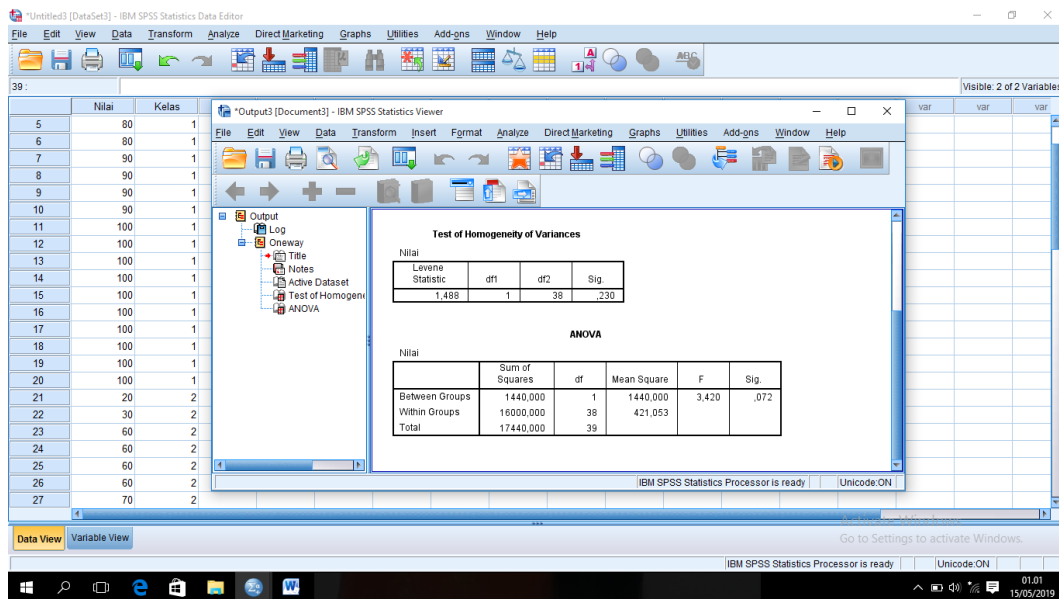 *Untitled3 [DataSet3] - IBM SPSS Statistics Data Editor
File Edit View Data Transform Analyze Direct Marketing Graphs Utilities Add-ons Window Help
39 :
Visible: 2 of 2 Variables
Nilai Kelas var var var
5 80 1
6 80 1
7 90 1
8 90 1
9 90 1
10 90 1
11 100 1
12 100 1
13 100 1
14 100 1
15 100 1
16 100 1
17 100 1
18 100 1
19 100 1
20 100 1
21 20 2
22 30 2
23 60 2
24 60 2
25 60 2
26 60 2
27 70 2
*Output3 [Document3] - IBM SPSS Statistics Viewer
File Edit View Data Transform Insert Format Analyze Direct Marketing Graphs Utilities Add-ons Window Help
Output
Log
Oneway
Title
Notes
Active Dataset
Test of Homogene
ANOVA
Test of Homogeneity of Variances
Nilai
Levene Statistic df1 df2 Sig.
1,488 1 38 ,230
ANOVA
Nilai
Sum of Squares df Mean Square F Sig.
Between Groups 1440,000 1 1440,000 3,420 ,072
Within Groups 16000,000 38 421,053
Total 17440,000 39
IBM SPSS Statistics Processor is ready Unicode:ON
Data View Variable View
Go to Settings to activate Windows.
IBM SPSS Statistics Processor is ready Unicode:ON
01.01
15/05/2019